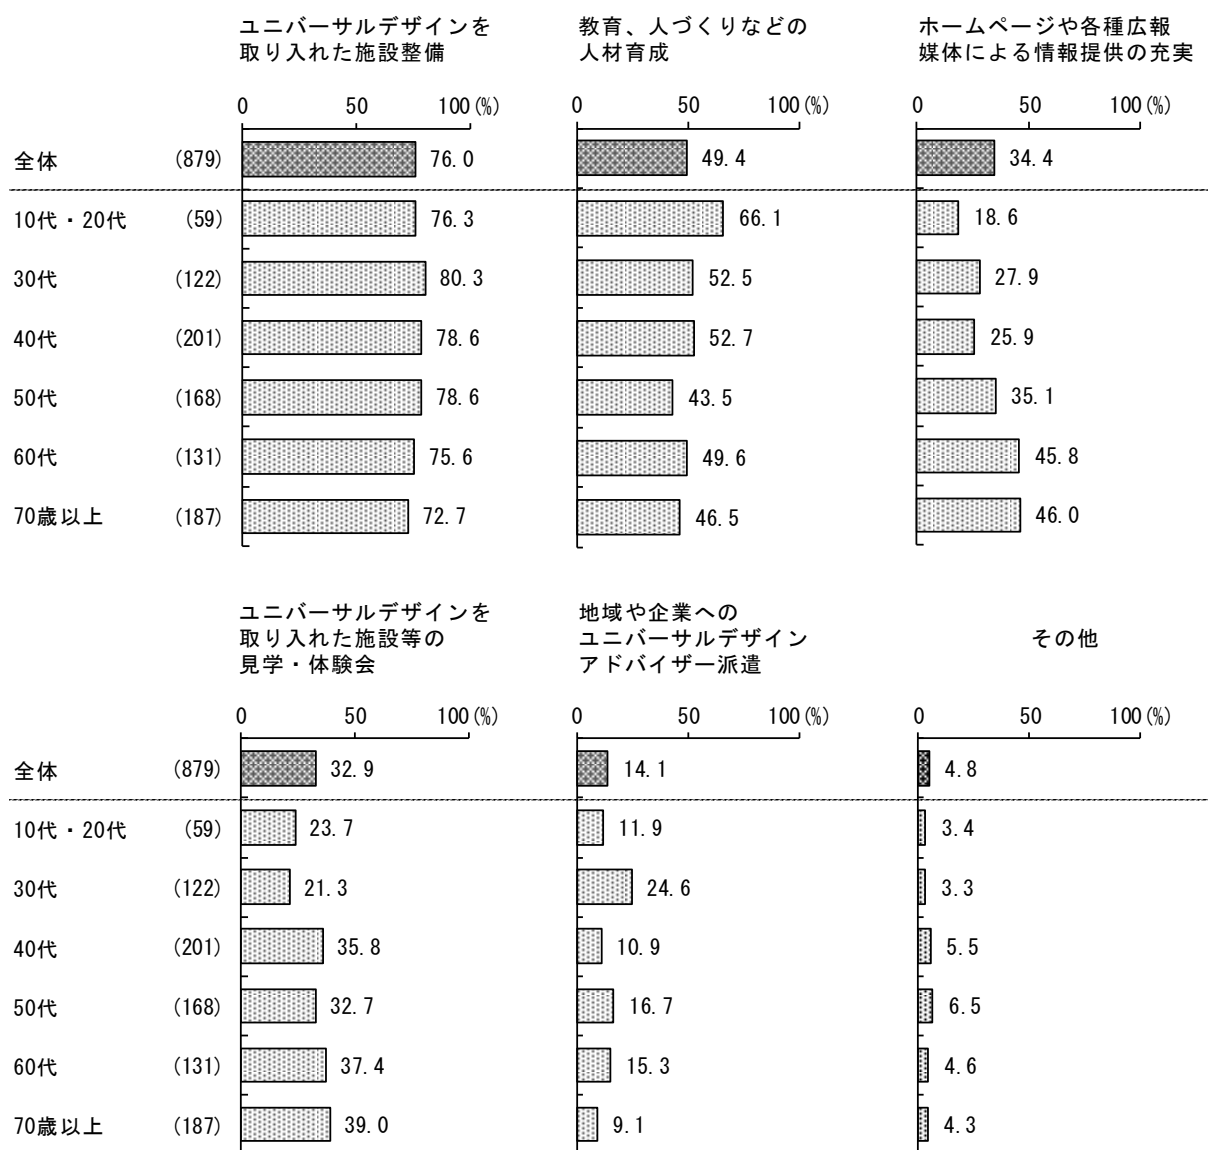 ユニバーサルデザインを
取り入れた施設整備
教育、人づくりなどの
人材育成
ホームページや各種広報
媒体による情報提供の充実
0 50 100(%) 0 50 100(%) 0 50 100(%)
全体 (879) 76.0 49.4 34.4
10代・20代 (59) 76.3 66.1 18.6
30代 (122) 80.3 52.5 27.9
40代 (201) 78.6 52.7 25.9
50代 (168) 78.6 43.5 35.1
60代 (131) 75.6 49.6 45.8
70歳以上 (187) 72.7 46.5 46.0
ユニバーサルデザインを
取り入れた施設等の
見学・体験会
地域や企業への
ユニバーサルデザイン
アドバイザー派遣
その他
0 50 100(%) 0 50 100(%) 0 50 100(%)
全体 (879) 32.9 14.1 4.8
10代・20代 (59) 23.7 11.9 3.4
30代 (122) 21.3 24.6 3.3
40代 (201) 35.8 10.9 5.5
50代 (168) 32.7 16.7 6.5
60代 (131) 37.4 15.3 4.6
70歳以上 (187) 39.0 9.1 4.3